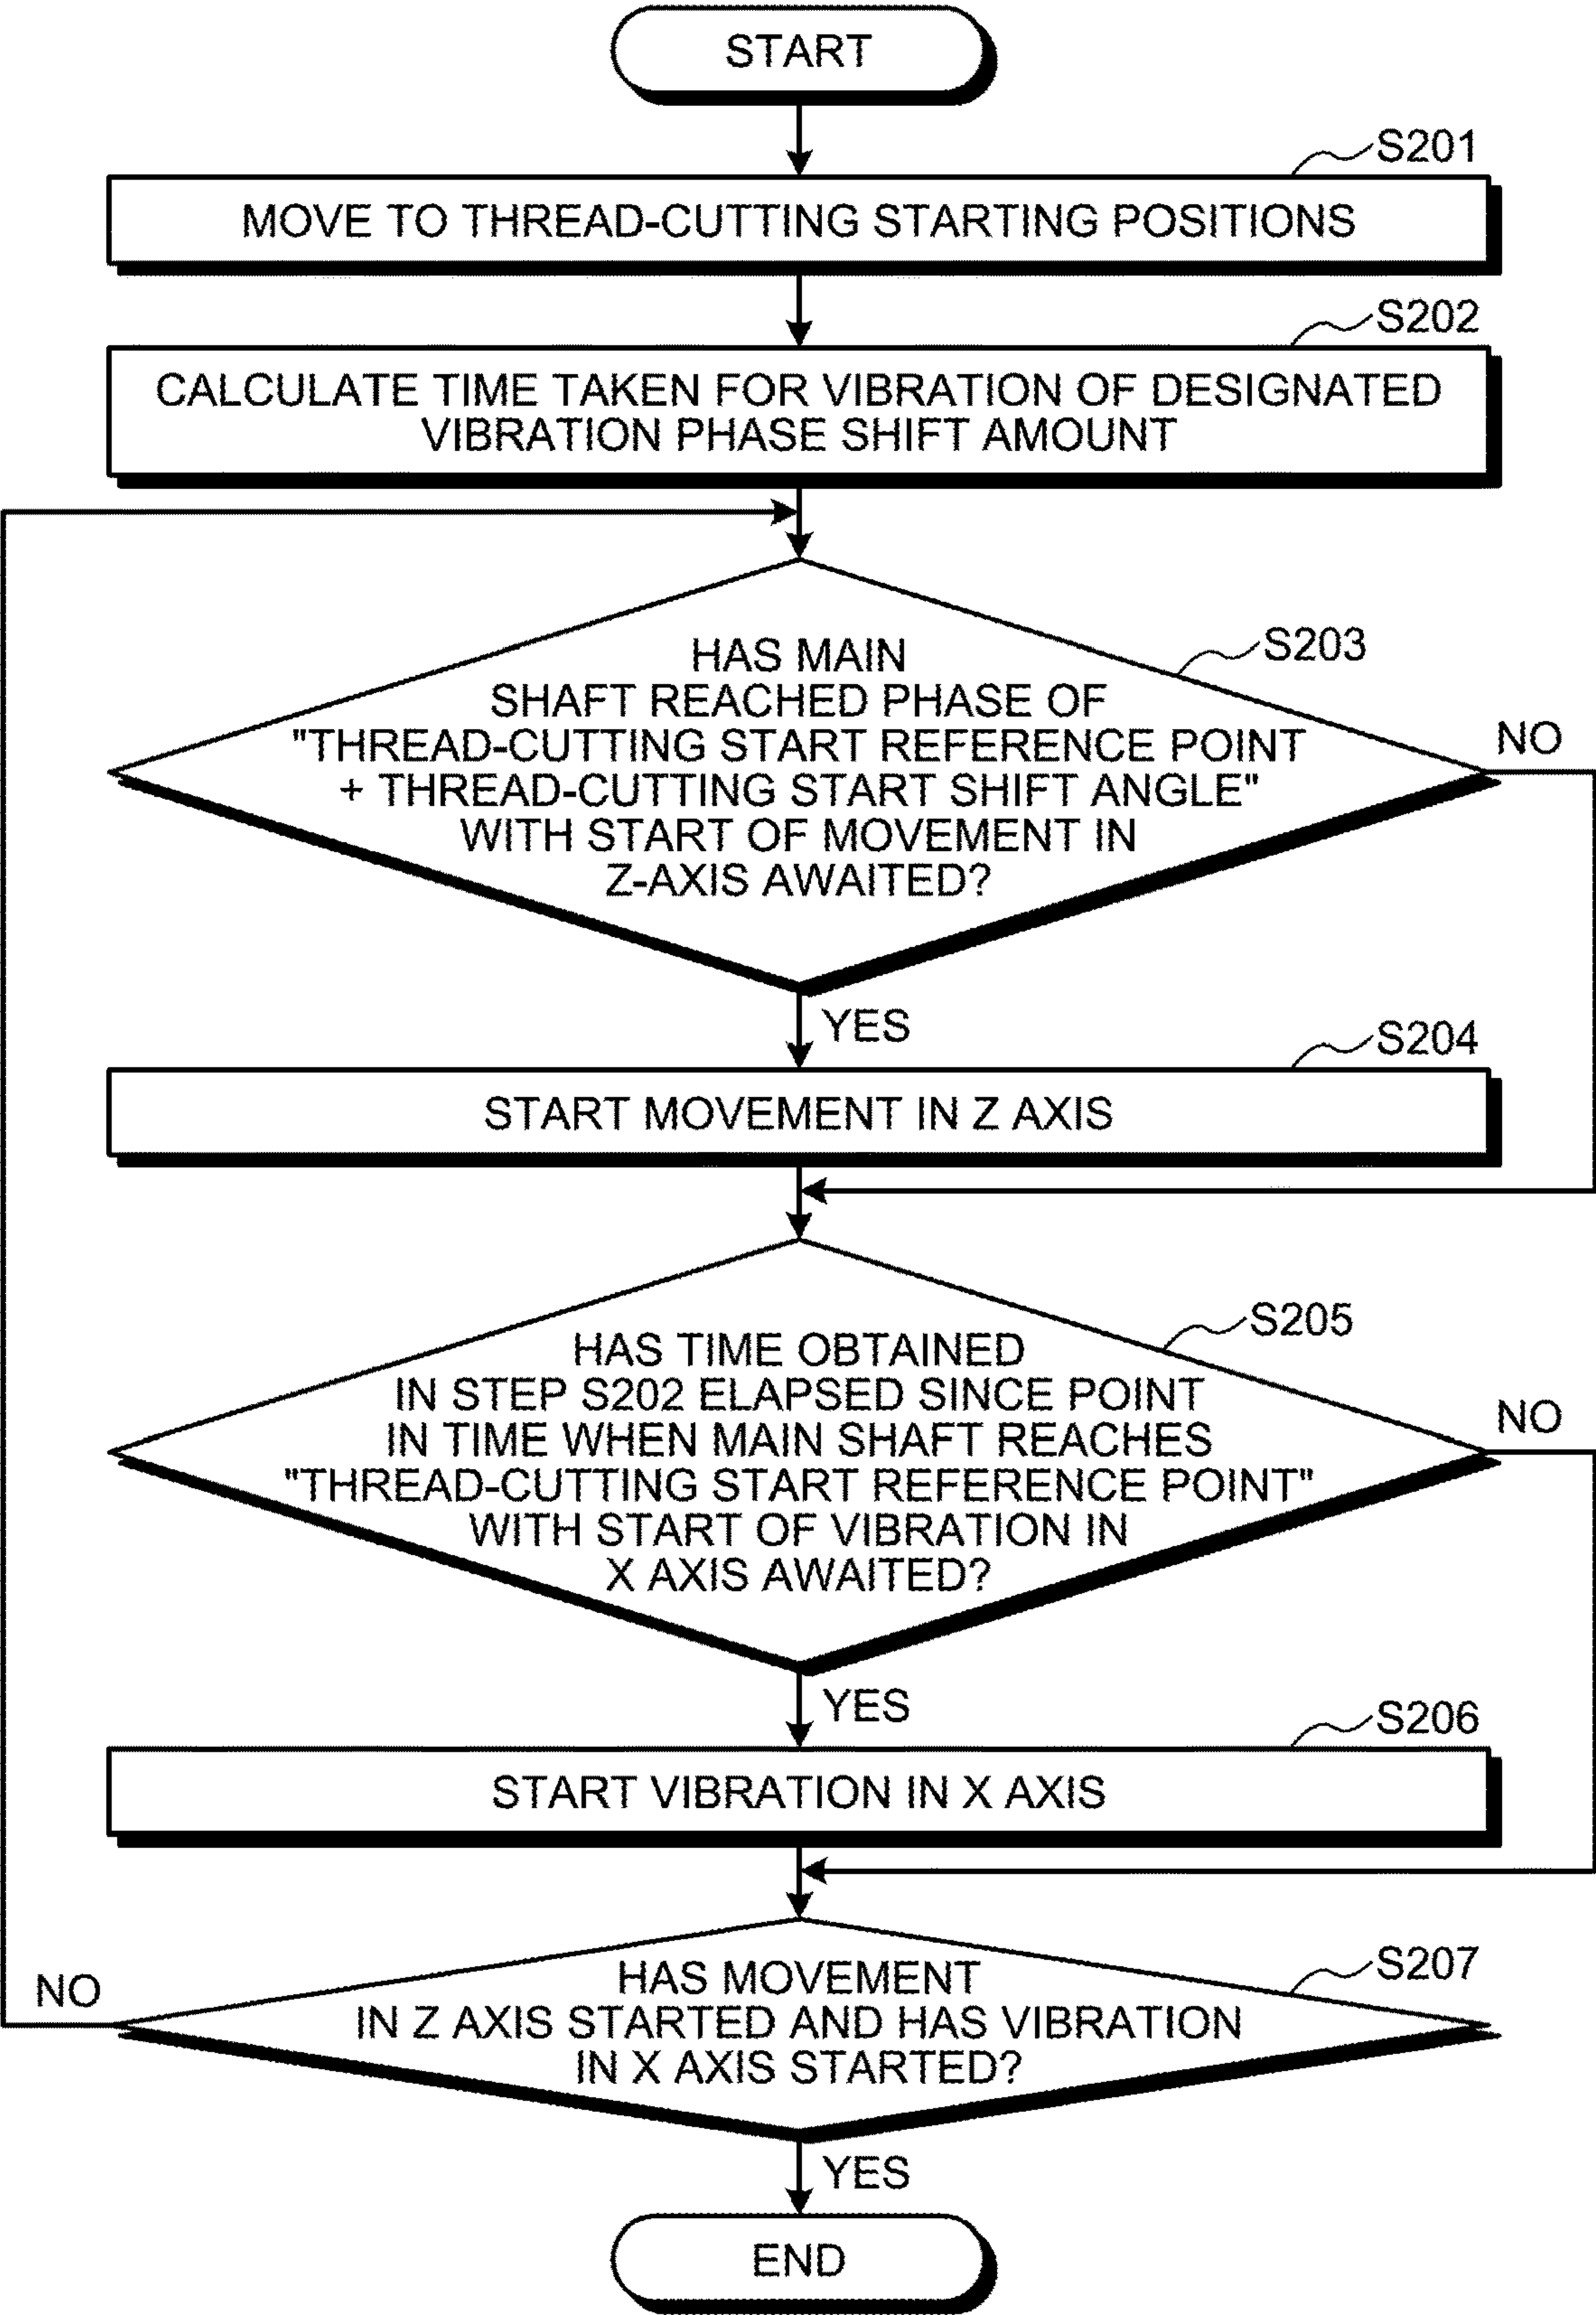 START
S201
MOVE TO THREAD-CUTTING STARTING POSITIONS
S202
CALCULATE TIME TAKEN FOR VIBRATION OF DESIGNATED
VIBRATION PHASE SHIFT AMOUNT
S203
HAS MAIN
SHAFT REACHED PHASE OF
"THREAD-CUTTING START REFERENCE POINT
+ THREAD-CUTTING START SHIFT ANGLE"
WITH START OF MOVEMENT IN
Z-AXIS AWAITED?
NO
YES
S204
START MOVEMENT IN Z AXIS
S205
HAS TIME OBTAINED
IN STEP S202 ELAPSED SINCE POINT
IN TIME WHEN MAIN SHAFT REACHES
"THREAD-CUTTING START REFERENCE POINT"
WITH START OF VIBRATION IN
X AXIS AWAITED?
NO
YES
S206
START VIBRATION IN X AXIS
S207
HAS MOVEMENT
IN Z AXIS STARTED AND HAS VIBRATION
IN X AXIS STARTED?
NO
YES
END